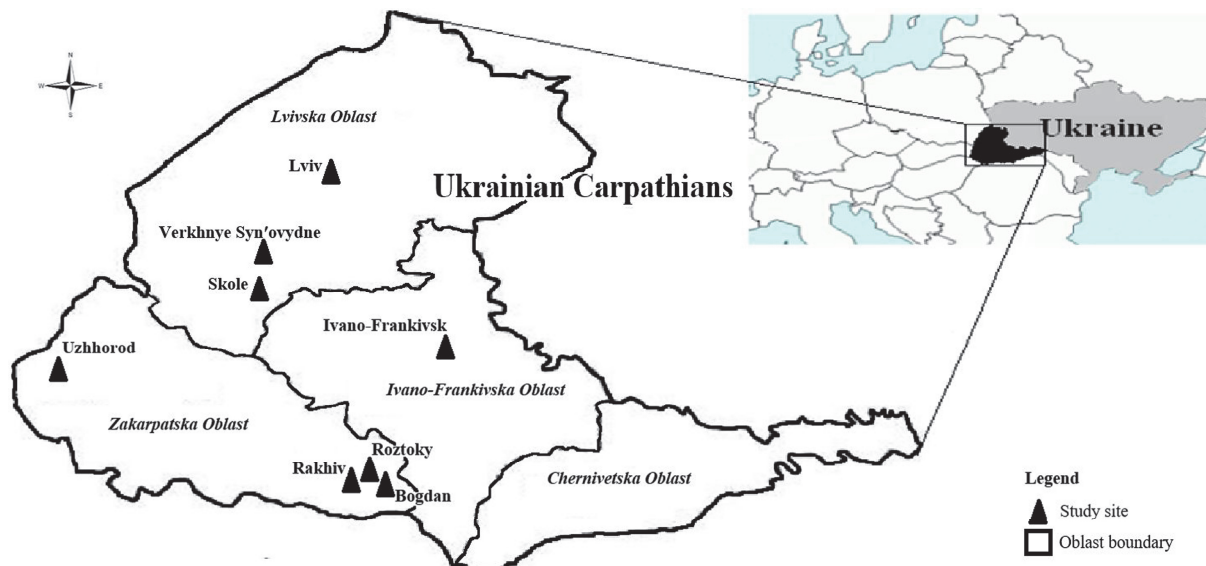 N
W
E
S
Lvivska Oblast
Lviv
Ukrainian Carpathians
Ukraine
Verkhnye Syn'ovydne
Skole
Ivano-Frankivsk
Uzhhorod
Ivano-Frankivska Oblast
Zakarpatska Oblast
Roztoky
Rakhiv
Bogdan
Chernivetska Oblast
Legend
Study site
Oblast boundary